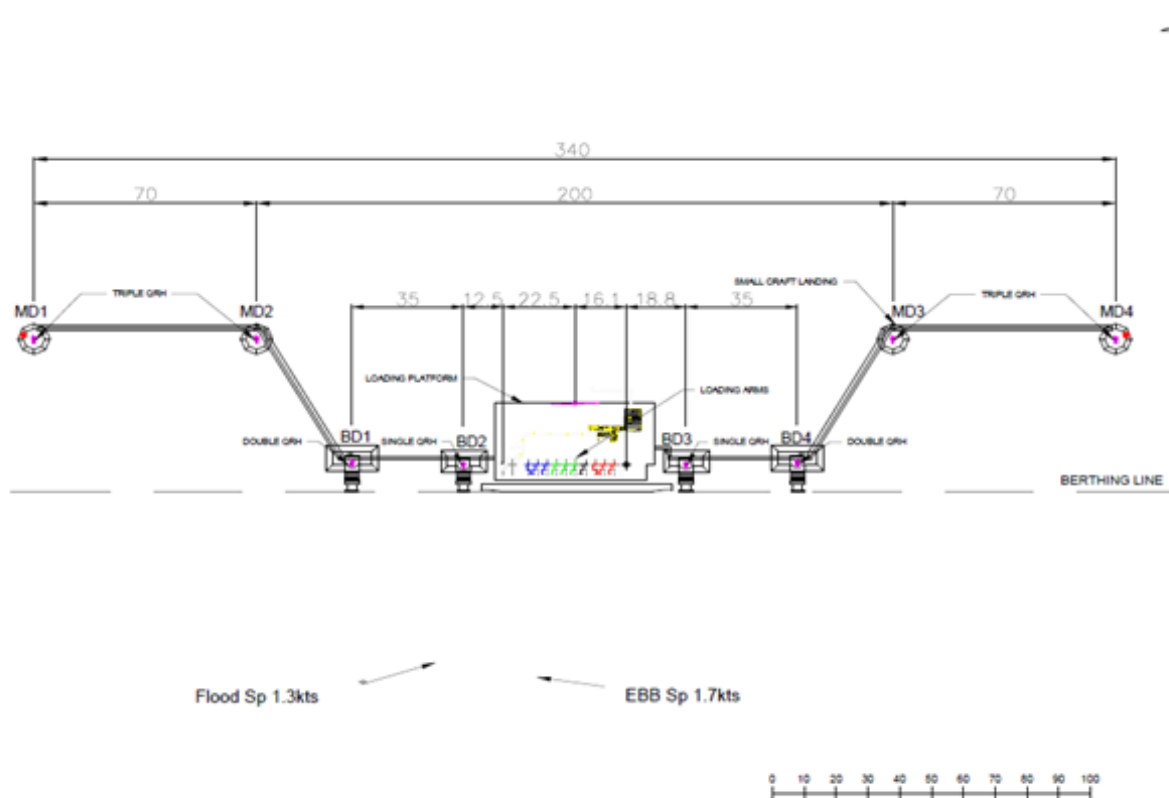 340
70 200 70
SMALL CRAFT LANDING
TRIPLE QRH TRIPLE QRH
MD1 MD2 MD3 MD4
35 12.5 22.5 16.1 18.8 35
LOADING PLATFORM LOADING ARMS
BD1 BD2 BD3 BD4
DOUBLE QRH SINGLE QRH SINGLE QRH DOUBLE QRH
BERTHING LINE
Flood Sp 1.3kts EBB Sp 1.7kts
0 10 20 30 40 50 60 70 80 90 100